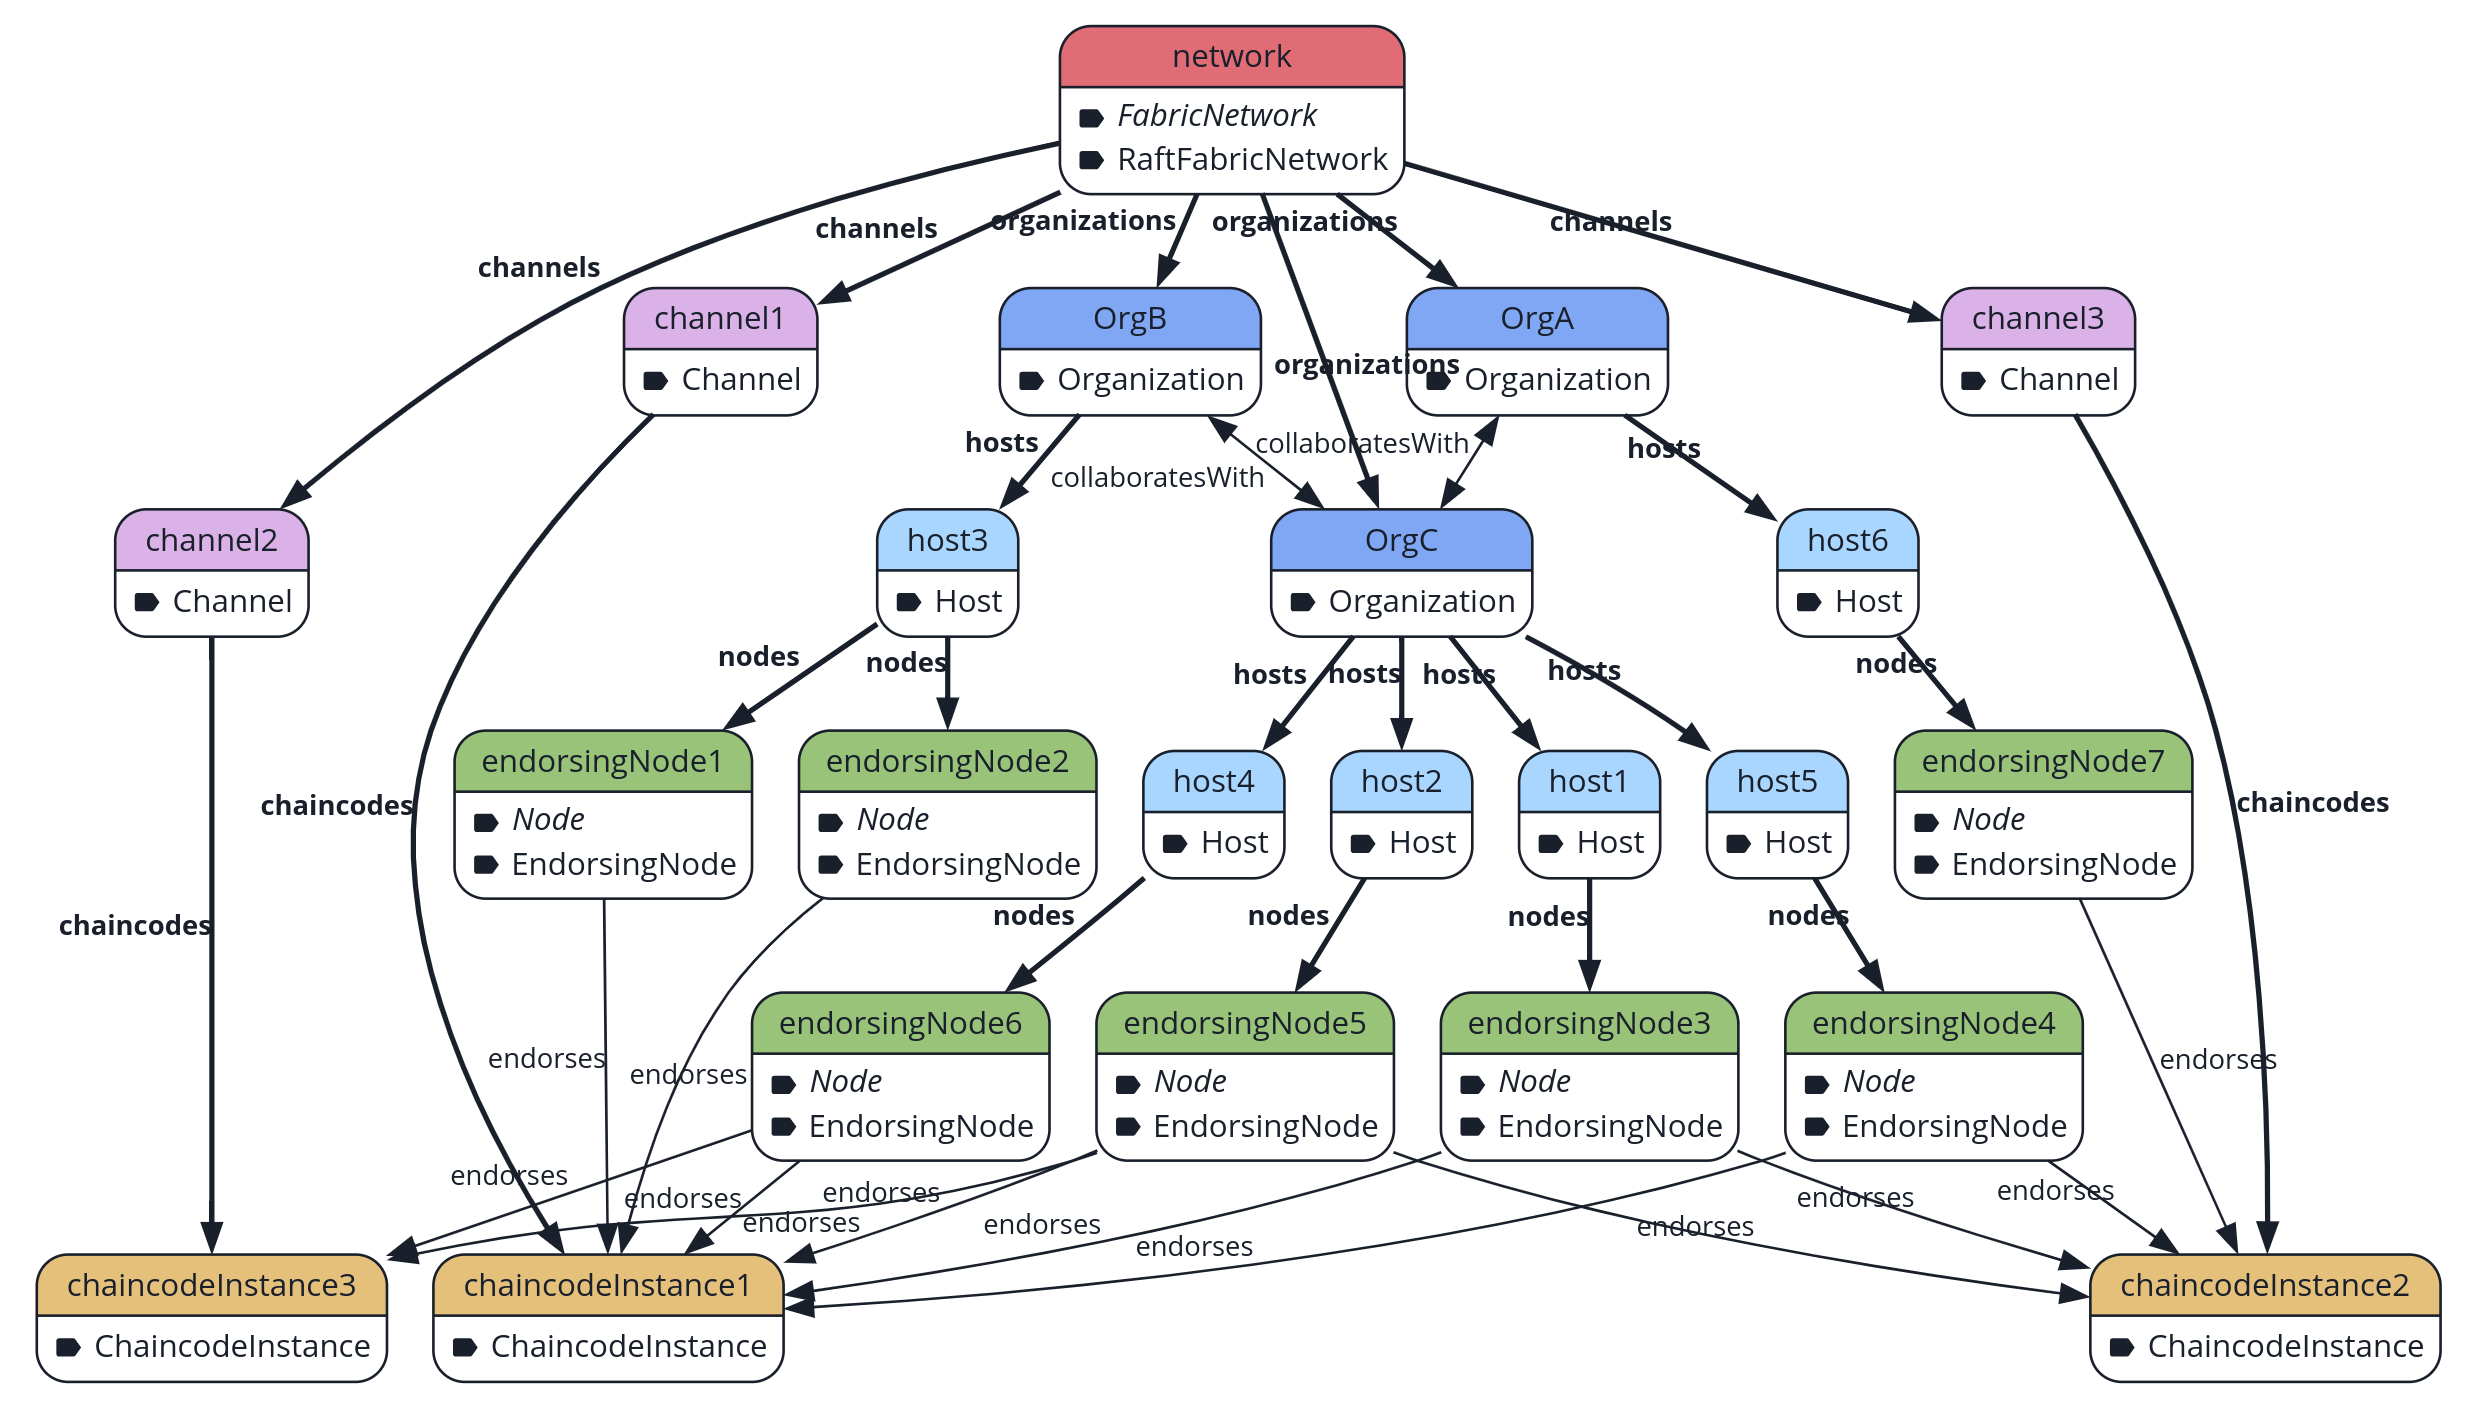 network
FabricNetwork
RaftFabricNetwork
channels
organizations
organizations
channels
channels
channel1
Channel
OrgB
Organization
organizations
OrgA
Organization
channel3
Channel
hosts
collaboratesWith
collaboratesWith
hosts
channel2
Channel
host3
Host
OrgC
Organization
host6
Host
nodes
nodes
hosts
hosts
hosts
hosts
nodes
endorsingNode1
Node
EndorsingNode
endorsingNode2
Node
EndorsingNode
host4
Host
host2
Host
host1
Host
host5
Host
endorsingNode7
Node
EndorsingNode
chaincodes
chaincodes
chaincodes
nodes
nodes
nodes
nodes
endorsingNode6
Node
EndorsingNode
endorsingNode5
Node
EndorsingNode
endorsingNode3
Node
EndorsingNode
endorsingNode4
Node
EndorsingNode
endorses
endorses
endorses
endorses
endorses
endorses
endorses
endorses
endorses
endorses
endorses
endorses
chaincodeInstance3
ChaincodeInstance
chaincodeInstance1
ChaincodeInstance
chaincodeInstance2
ChaincodeInstance